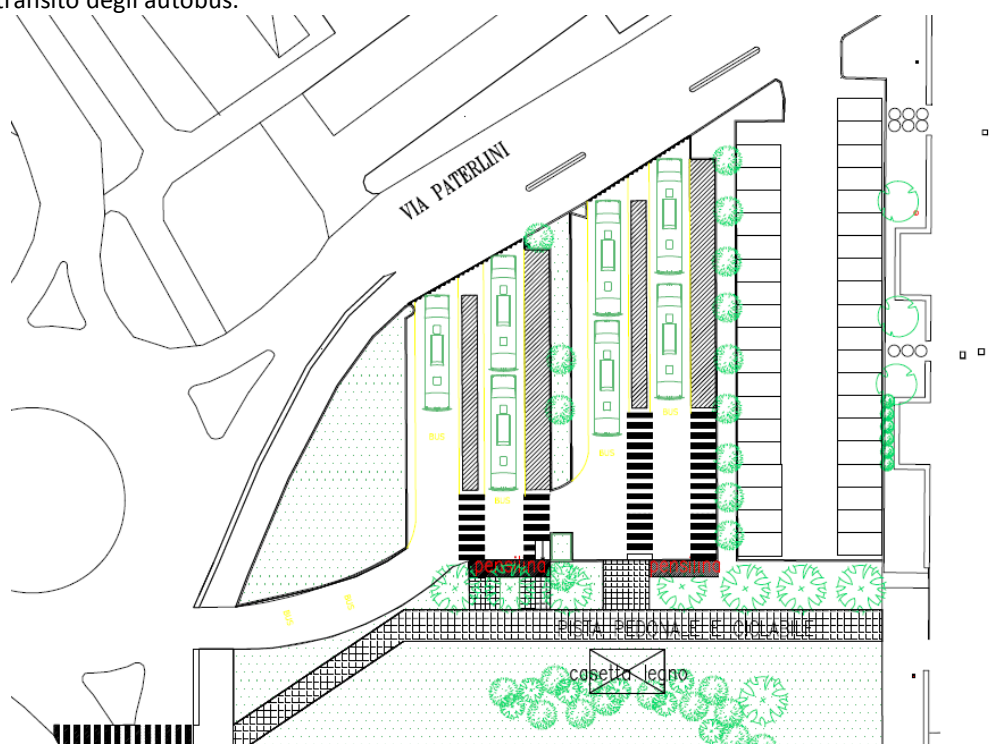 transito degli autobus.
VIA PATERLINI
BUS
BUS
BUS
BUS
pensilina
pensilina
BUS
BUS
PISTA PEDONALE E CICLABILE
casetta legno